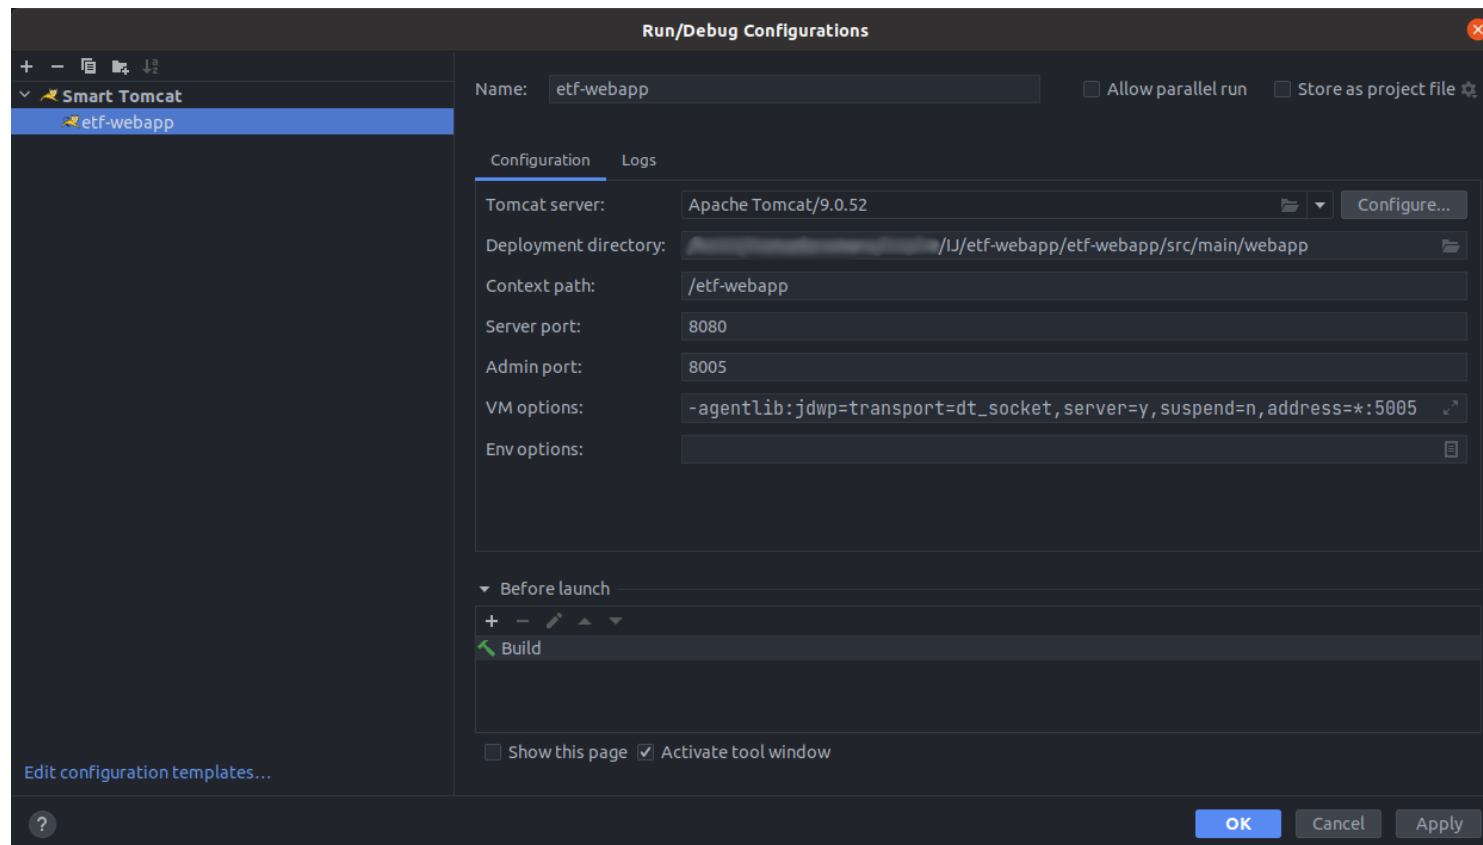 Run/Debug Configurations
Smart Tomcat
etf-webapp
Edit configuration templates...
Name: etf-webapp Allow parallel run Store as project file
Configuration Logs
Tomcat server: Apache Tomcat/9.0.52 Configure...
Deployment directory: /IJ/etf-webapp/etf-webapp/src/main/webapp
Context path: /etf-webapp
Server port: 8080
Admin port: 8005
VM options: -agentlib:jdwp=transport=dt_socket,server=y,suspend=n,address=*:5005
Env options:
Before launch
Build
Show this page Activate tool window
? OK Cancel Apply